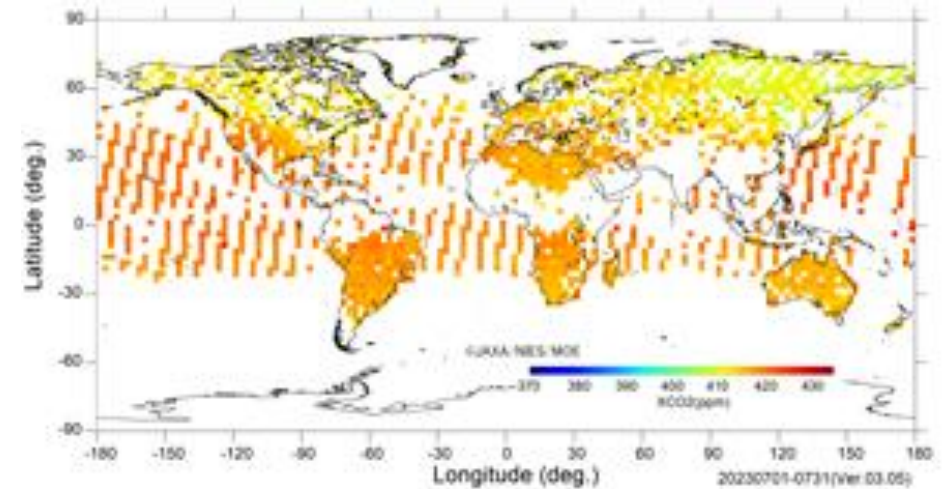 90
60
30
0
-30
-60
-90
Latitude (deg.)
©JAXA/NIES/MOE
370 380 390 400 410 420 430
XCO2(ppm)
-180 -150 -120 -90 -60 -30 0 30 60 90 120 150 180
Longitude (deg.)
20230701-0731(Ver.03.05)